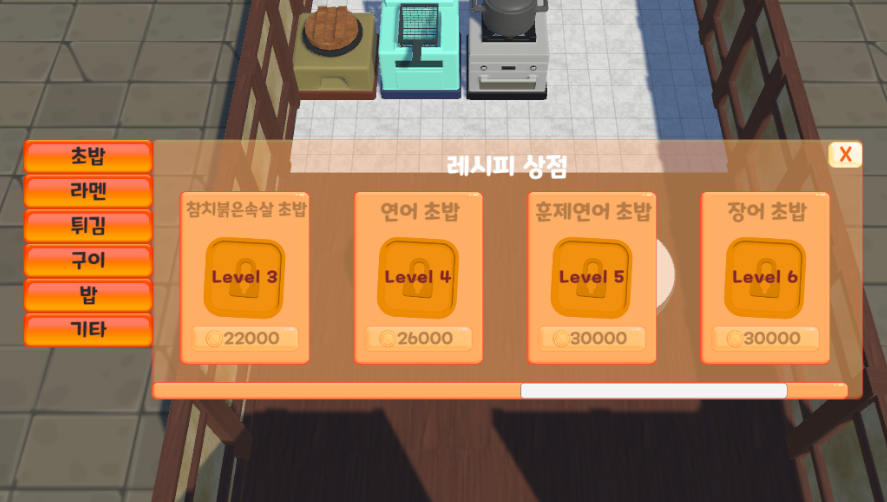 레시피 상점
X
초밥
라멘
튀김
구이
밥
기타
참치붉은속살 초밥
Level 3
22000
연어 초밥
Level 4
26000
훈제연어 초밥
Level 5
30000
장어 초밥
Level 6
30000